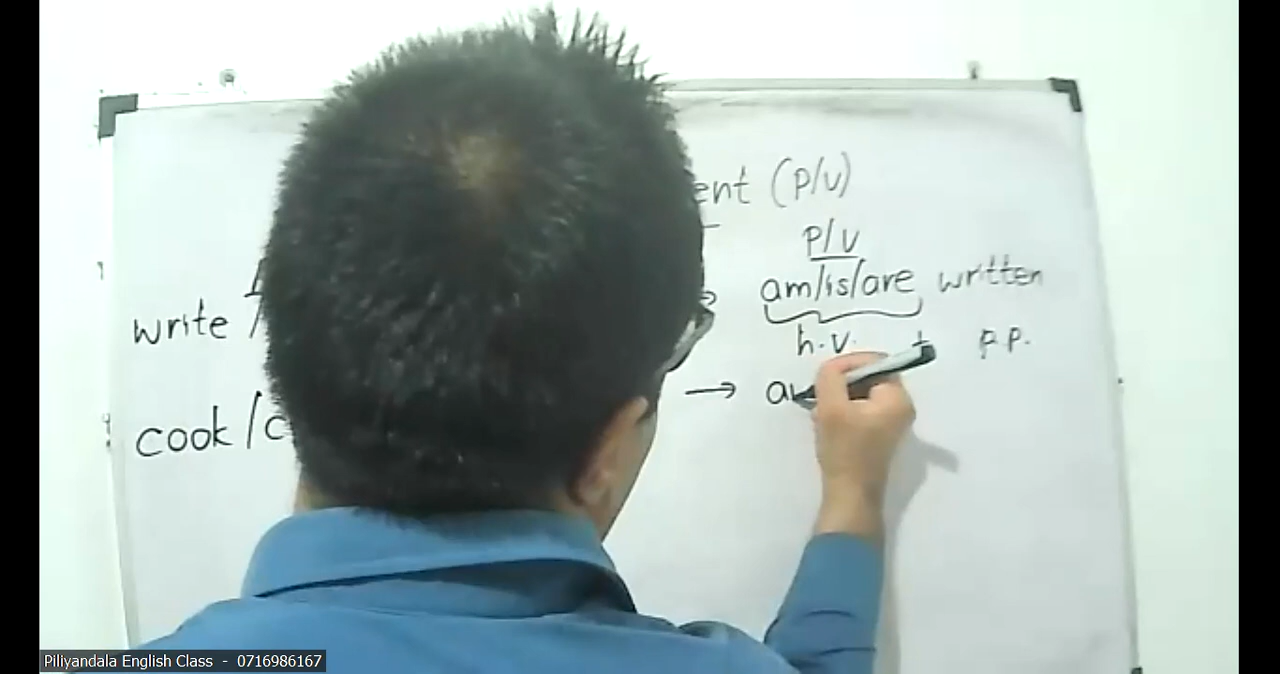 ent (p/v)
p/v
write / → am/is/are written
h.v. + p.p.
cook /c → a
Piliyandala English Class - 0716986167